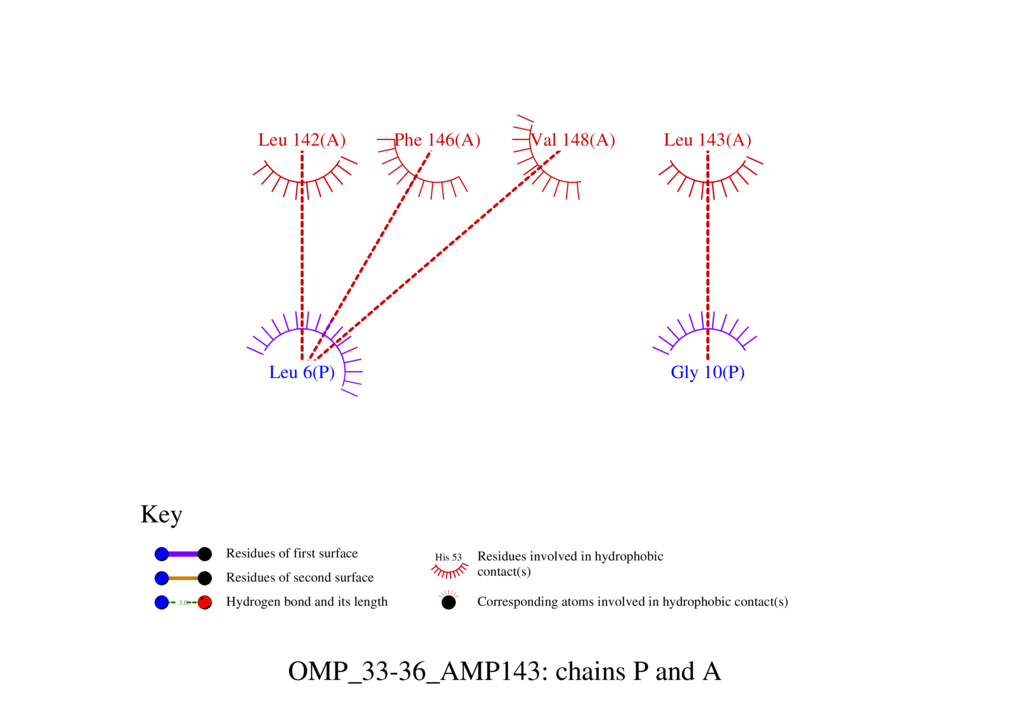 Leu 142(A) Phe 146(A) Val 148(A) Leu 143(A)
Leu 6(P) Gly 10(P)
Key
Residues of first surface
Residues of second surface
3.0
Hydrogen bond and its length
His 53
Residues involved in hydrophobic
contact(s)
Corresponding atoms involved in hydrophobic contact(s)
OMP_33-36_AMP143: chains P and A